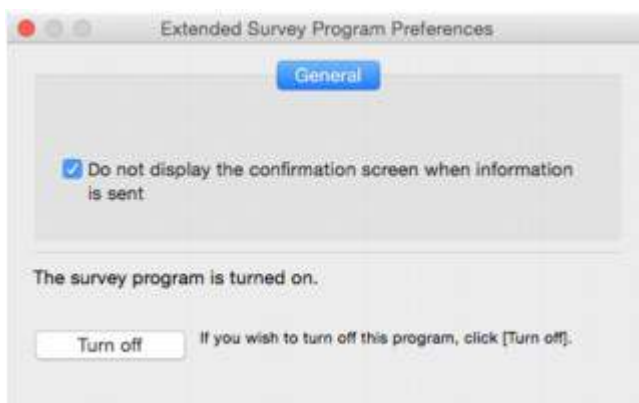 Extended Survey Program Preferences
General
Do not display the confirmation screen when information
is sent
The survey program is turned on.
Turn off
If you wish to turn off this program, click [Turn off].